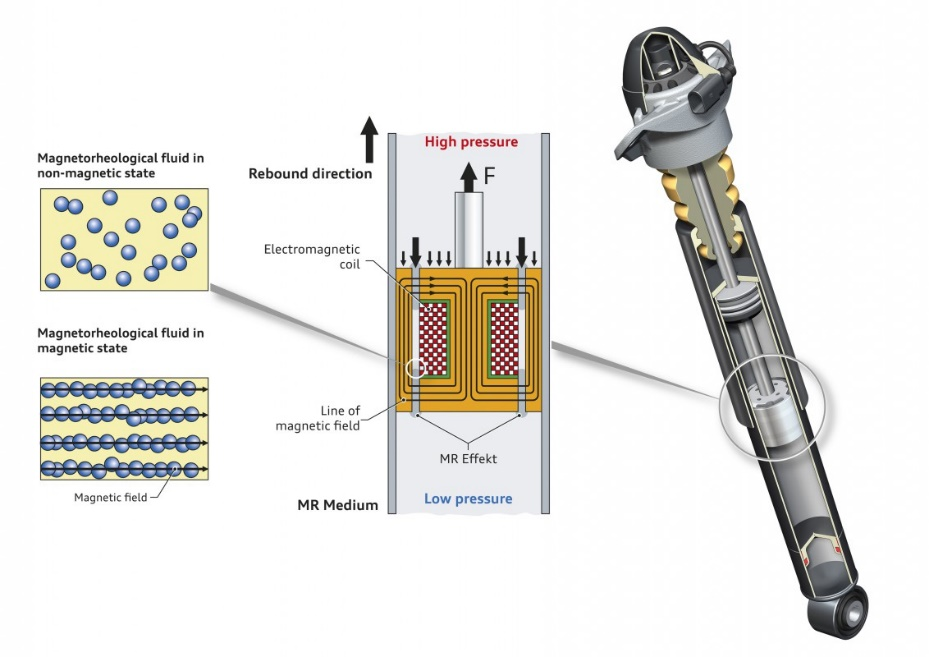 Magnetorheological fluid in
non-magnetic state
Magnetorheological fluid in
magnetic state
Magnetic field
Rebound direction
High pressure
F
Electromagnetic
coil
Line of
magnetic field
MR Effekt
MR Medium
Low pressure